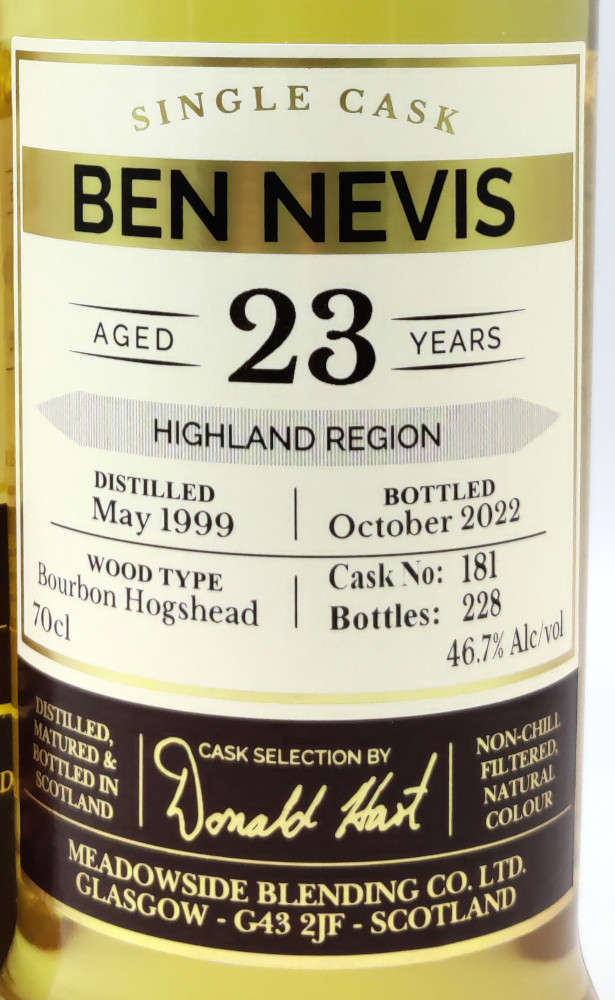 SINGLE CASK
BEN NEVIS
AGED 23 YEARS
HIGHLAND REGION
DISTILLED
May 1999
BOTTLED
October 2022
WOOD TYPE
Bourbon Hogshead
70cl
Cask No: 181
Bottles: 228
46.7% Alc/vol
DISTILLED,
MATURED &
BOTTLED IN
SCOTLAND
CASK SELECTION BY
Donald Hart
NON-CHILL
FILTERED,
NATURAL
COLOUR
MEADOWSIDE BLENDING CO. LTD.
GLASGOW - G43 2JF - SCOTLAND